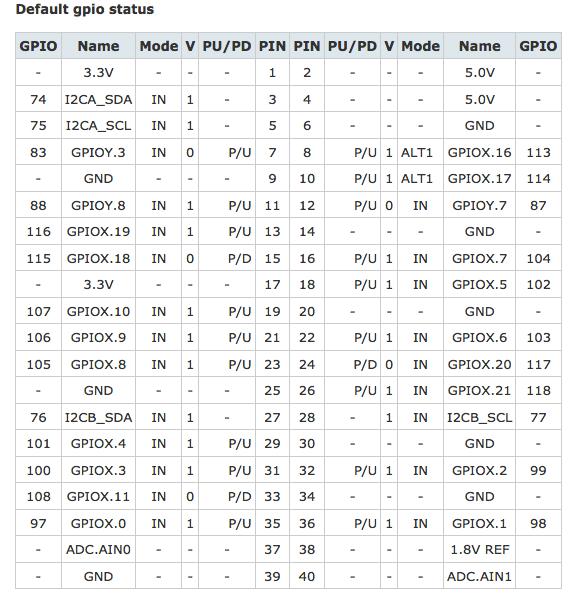 Default gpio status
GPIO Name Mode V PU/PD PIN PIN PU/PD V Mode Name GPIO
- 3.3V - - - 1 2 - - - 5.0V -
74 I2CA_SDA IN 1 - 3 4 - - - 5.0V -
75 I2CA_SCL IN 1 - 5 6 - - - GND -
83 GPIOY.3 IN 0 P/U 7 8 P/U 1 ALT1 GPIOX.16 113
- GND - - - 9 10 P/U 1 ALT1 GPIOX.17 114
88 GPIOY.8 IN 1 P/U 11 12 P/U 0 IN GPIOY.7 87
116 GPIOX.19 IN 1 P/U 13 14 - - - GND -
115 GPIOX.18 IN 0 P/D 15 16 P/U 1 IN GPIOX.7 104
- 3.3V - - - 17 18 P/U 1 IN GPIOX.5 102
107 GPIOX.10 IN 1 P/U 19 20 - - - GND -
106 GPIOX.9 IN 1 P/U 21 22 P/U 1 IN GPIOX.6 103
105 GPIOX.8 IN 1 P/U 23 24 P/D 0 IN GPIOX.20 117
- GND - - - 25 26 P/U 1 IN GPIOX.21 118
76 I2CB_SDA IN 1 - 27 28 - 1 IN I2CB_SCL 77
101 GPIOX.4 IN 1 P/U 29 30 - - - GND -
100 GPIOX.3 IN 1 P/U 31 32 P/U 1 IN GPIOX.2 99
108 GPIOX.11 IN 0 P/D 33 34 - - - GND -
97 GPIOX.0 IN 1 P/U 35 36 P/U 1 IN GPIOX.1 98
- ADC.AIN0 - - - 37 38 - - - 1.8V REF -
- GND - - - 39 40 - - - ADC.AIN1 -